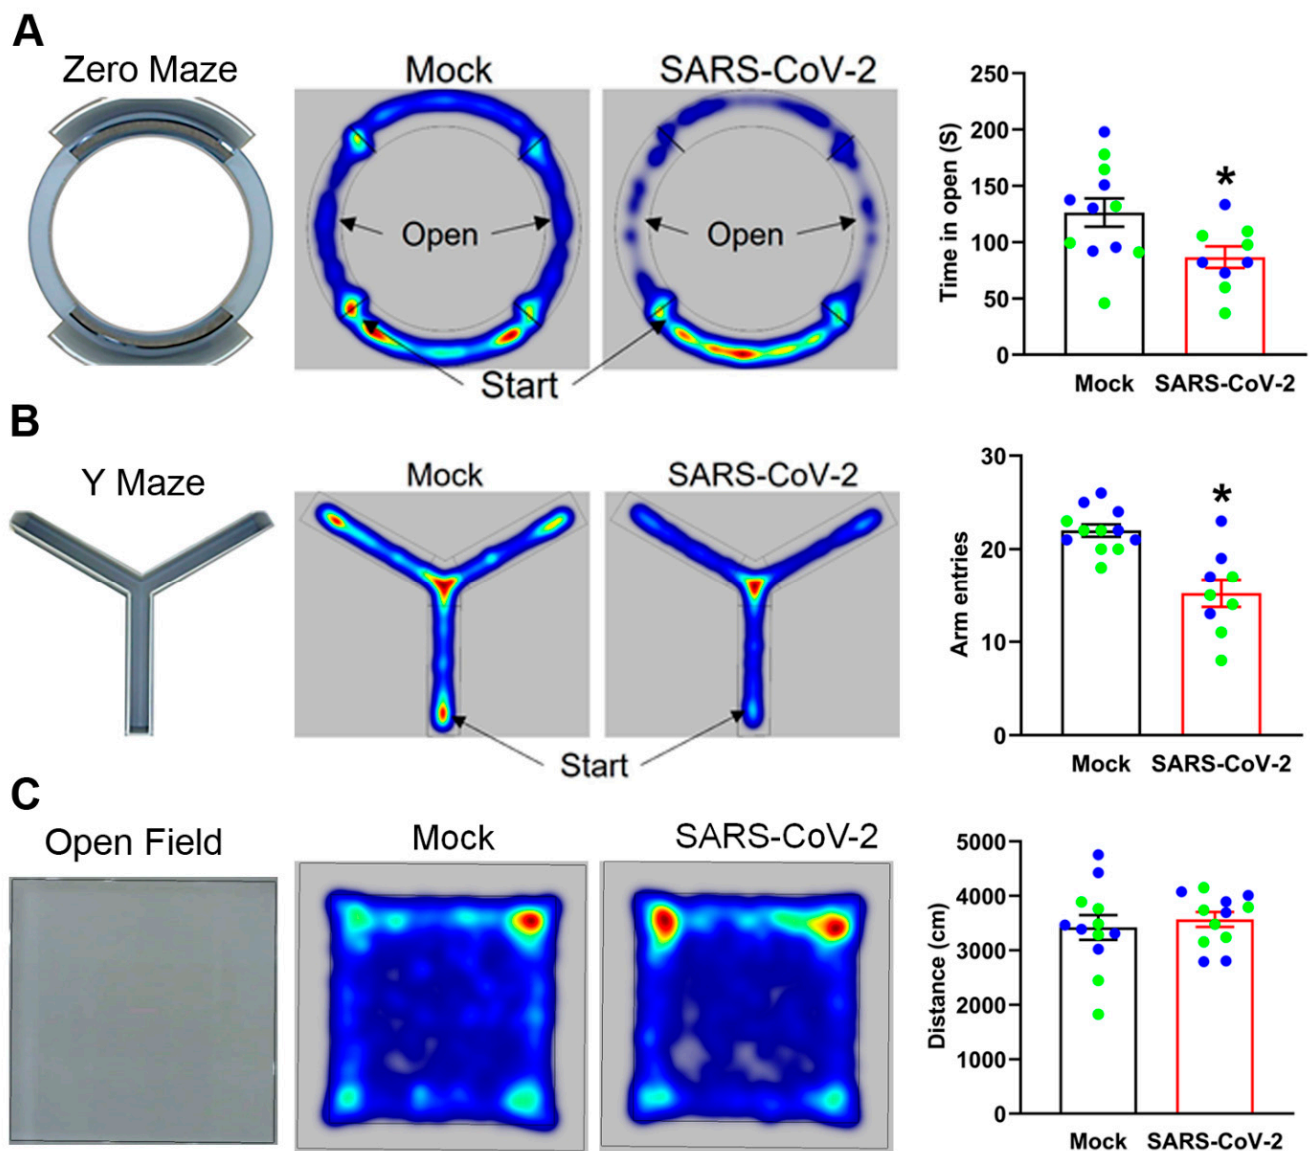 A
Zero Maze
Mock
SARS-CoV-2
Open
Open
Start
Time in open (S)
250
200
150
100
50
0
*
Mock
SARS-CoV-2
B
Y Maze
Mock
SARS-CoV-2
Start
Arm entries
30
20
10
0
*
Mock
SARS-CoV-2
C
Open Field
Mock
SARS-CoV-2
Distance (cm)
5000
4000
3000
2000
1000
0
Mock
SARS-CoV-2